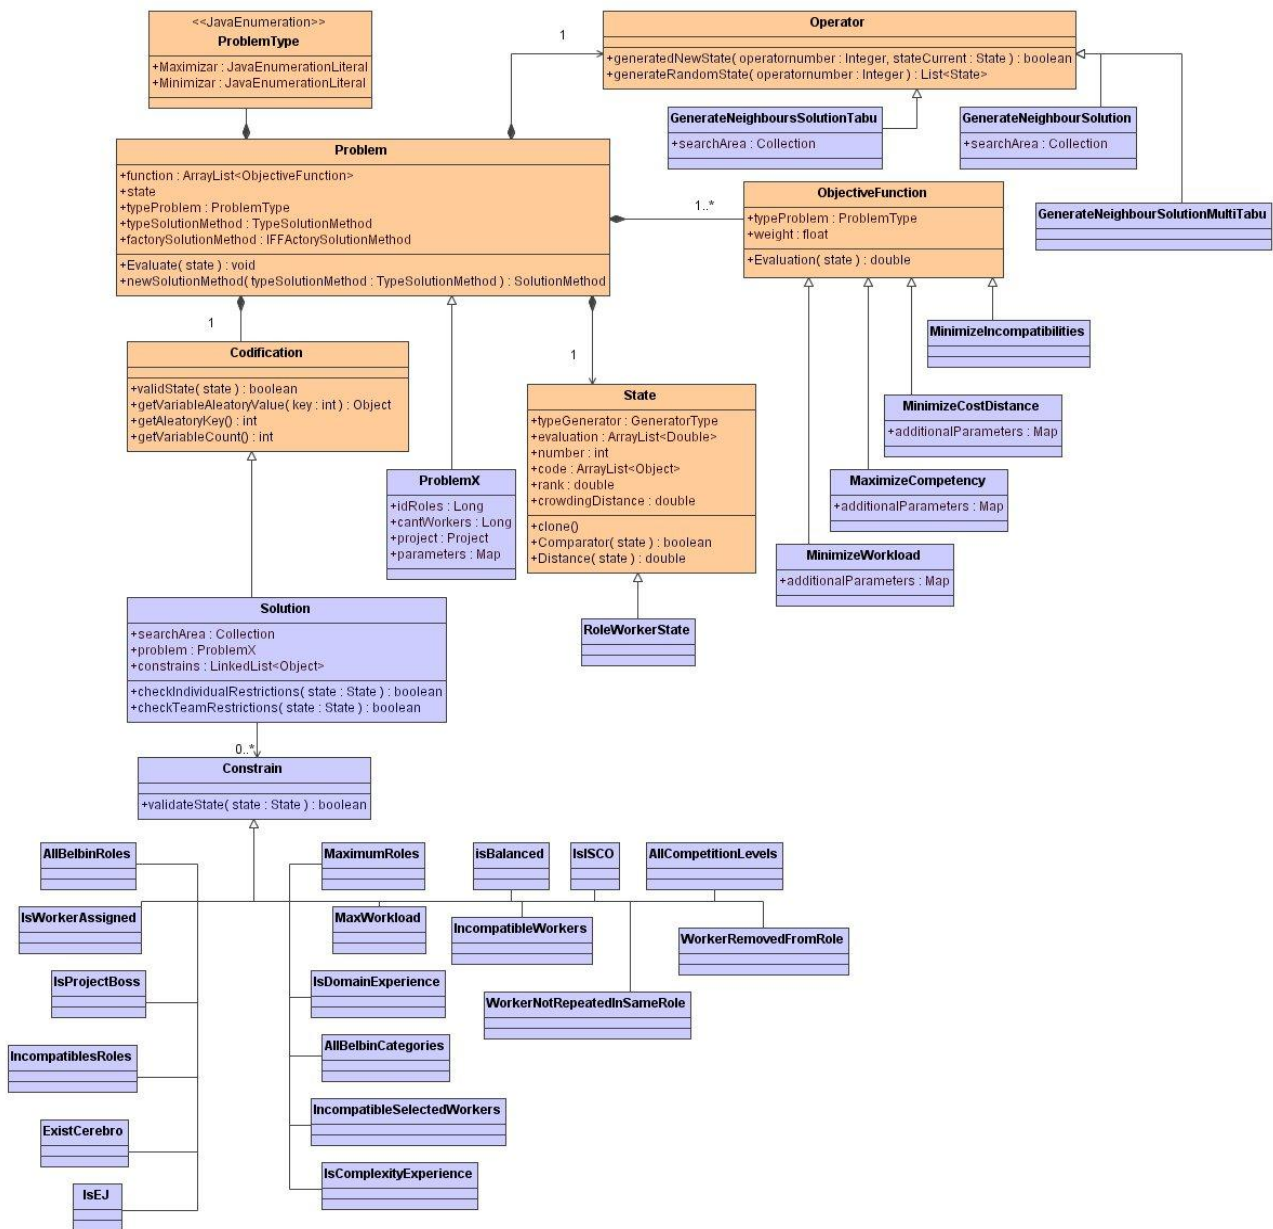 <<JavaEnumeration>>
ProblemType
+Maximizar : JavaEnumerationLiteral
+Minimizar : JavaEnumerationLiteral
1
Operator
+generatedNewState( operatornumber : Integer, stateCurrent : State ) : boolean
+generateRandomState( operatornumber : Integer ) : List<State>
GenerateNeighboursSolutionTabu
+searchArea : Collection
GenerateNeighbourSolution
+searchArea : Collection
GenerateNeighbourSolutionMultiTabu
Problem
+function : ArrayList<ObjectiveFunction>
+state
+typeProblem : ProblemType
+typeSolutionMethod : TypeSolutionMethod
+factorySolutionMethod : IFFActorySolutionMethod
+Evaluate( state ) : void
+newSolutionMethod( typeSolutionMethod : TypeSolutionMethod ) : SolutionMethod
1..*
ObjectiveFunction
+typeProblem : ProblemType
+weight : float
+Evaluation( state ) : double
MinimizeIncompatibilities
MinimizeCostDistance
+additionalParameters : Map
MaximizeCompetency
+additionalParameters : Map
MinimizeWorkload
+additionalParameters : Map
1
Codification
+validState( state ) : boolean
+getVariableAleatoryValue( key : int ) : Object
+getAleatoryKey() : int
+getVariableCount() : int
ProblemX
+idRoles : Long
+cantWorkers : Long
+project : Project
+parameters : Map
1
State
+typeGenerator : GeneratorType
+evaluation : ArrayList<Double>
+number : int
+code : ArrayList<Object>
+rank : double
+crowdingDistance : double
+clone()
+Comparator( state ) : boolean
+Distance( state ) : double
RoleWorkerState
Solution
+searchArea : Collection
+problem : ProblemX
+constrains : LinkedList<Object>
+checkIndividualRestrictions( state : State ) : boolean
+checkTeamRestrictions( state : State ) : boolean
0..*
Constrain
+validateState( state : State ) : boolean
AllBelbinRoles
MaximumRoles
isBalanced
IsISCO
AllCompetitionLevels
IsWorkerAssigned
MaxWorkload
IncompatibleWorkers
WorkerRemovedFromRole
IsProjectBoss
IsDomainExperience
WorkerNotRepeatedInSameRole
IncompatiblesRoles
AllBelbinCategories
ExistCerebro
IncompatibleSelectedWorkers
IsEJ
IsComplexityExperience